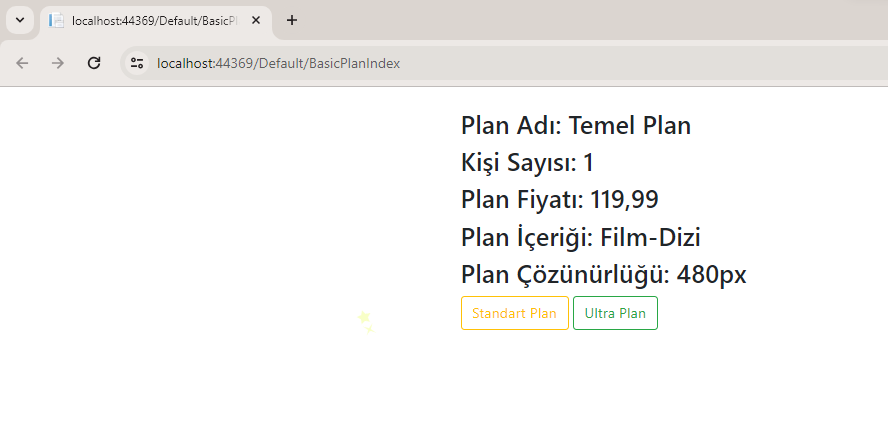 localhost:44369/Default/BasicPl
localhost:44369/Default/BasicPlanIndex
Plan Adı: Temel Plan
Kişi Sayısı: 1
Plan Fiyatı: 119,99
Plan İçeriği: Film-Dizi
Plan Çözünürlüğü: 480px
Standart Plan
Ultra Plan